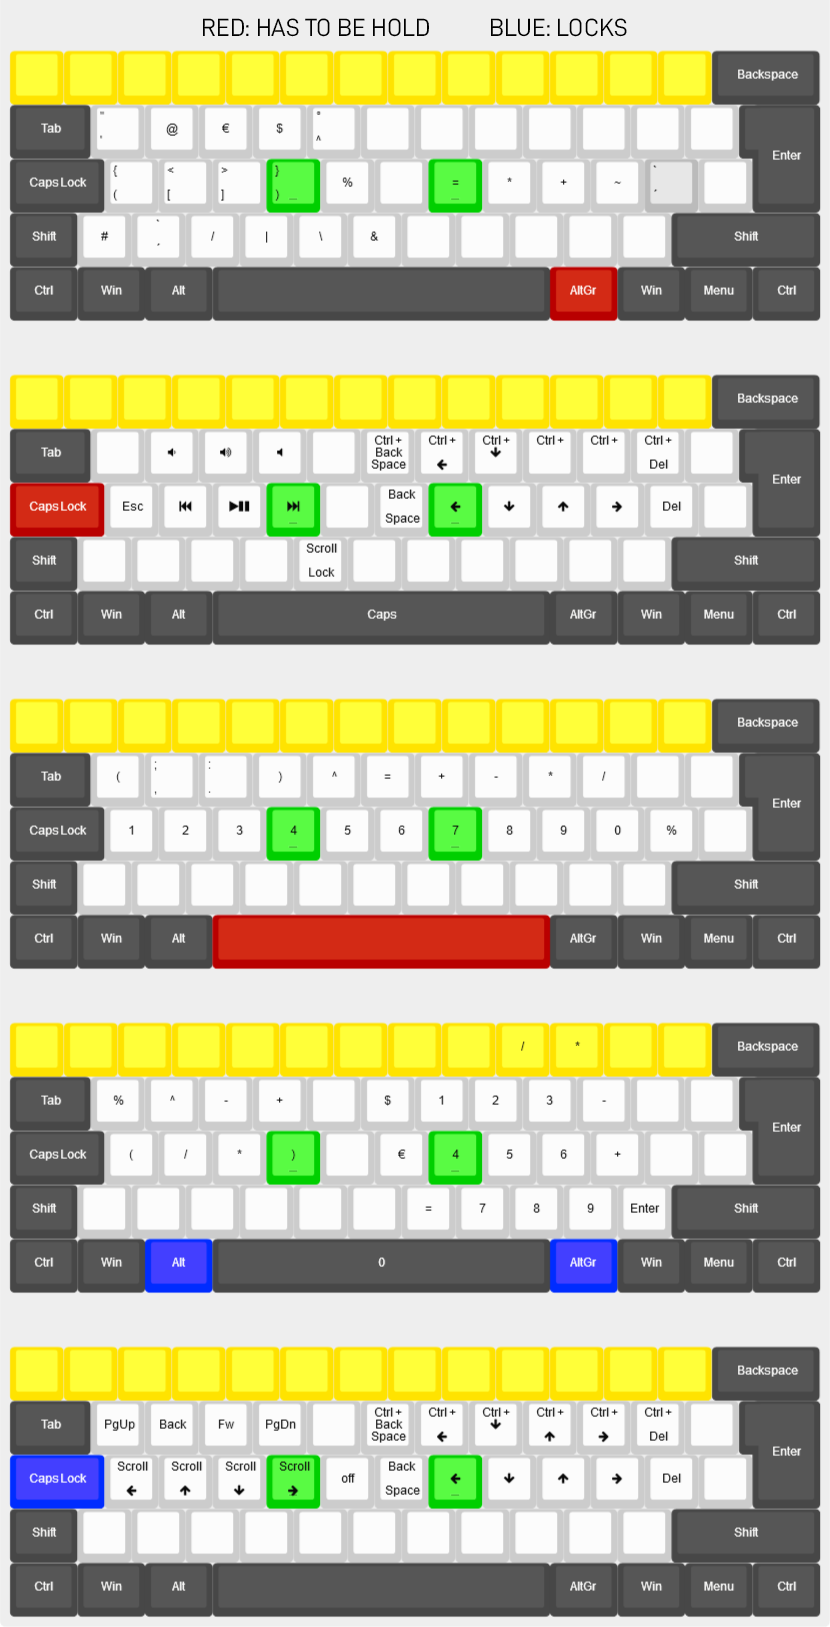 RED: HAS TO BE HOLD BLUE: LOCKS
Backspace
Tab " ' @ € $ ° ^
Enter
Caps Lock { ( < [ > ] } ) _ % = _ * + ~ ` ´
Shift # ` . / | \ & Shift
Ctrl Win Alt AltGr Win Menu Ctrl
Backspace
Tab Ctrl + Back Space Ctrl + 🡸 Ctrl + 🡻 Ctrl + Ctrl + Ctrl + Del
Enter
Caps Lock Esc ⏮ ⏯ ⏭ _ Back Space 🡸 _ 🡻 🡹 🡺 Del
Shift Scroll Lock Shift
Ctrl Win Alt Caps AltGr Win Menu Ctrl
Backspace
Tab ( ; , : . ) ^ = + - * /
Enter
Caps Lock 1 2 3 4 _ 5 6 7 _ 8 9 0 %
Shift Shift
Ctrl Win Alt AltGr Win Menu Ctrl
/ * Backspace
Tab % ^ - + $ 1 2 3 -
Enter
Caps Lock ( / * ) _ € 4 _ 5 6 +
Shift = 7 8 9 Enter Shift
Ctrl Win Alt 0 AltGr Win Menu Ctrl
Backspace
Tab PgUp Back Fw PgDn Ctrl + Back Space Ctrl + 🡸 Ctrl + 🡻 Ctrl + 🡹 Ctrl + 🡺 Ctrl + Del
Enter
Caps Lock Scroll 🡸 Scroll 🡹 Scroll 🡻 Scroll 🡺 off Back Space 🡸 _ 🡻 🡹 🡺 Del
Shift Shift
Ctrl Win Alt AltGr Win Menu Ctrl